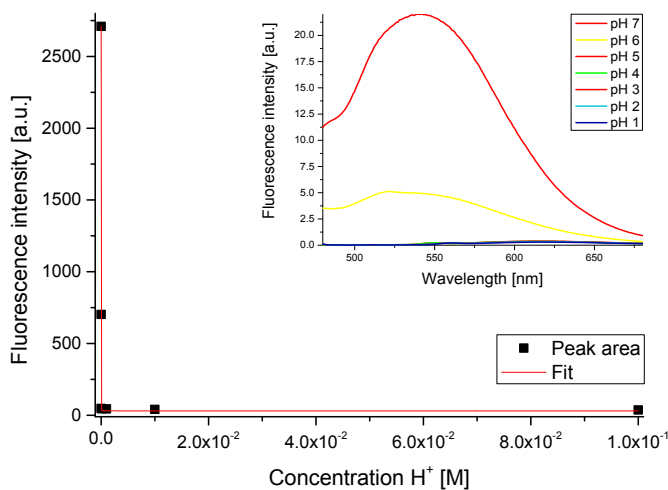 Fluorescence intensity [a.u.]
2500
2000
1500
1000
500
0
0.0
2.0x10⁻²
4.0x10⁻²
6.0x10⁻²
8.0x10⁻²
1.0x10⁻¹
Concentration H⁺ [M]
Peak area
Fit
Fluorescence intensity [a.u.]
20.0
17.5
15.0
12.5
10.0
7.5
5.0
2.5
0.0
500
550
600
650
Wavelength [nm]
pH 7
pH 6
pH 5
pH 4
pH 3
pH 2
pH 1